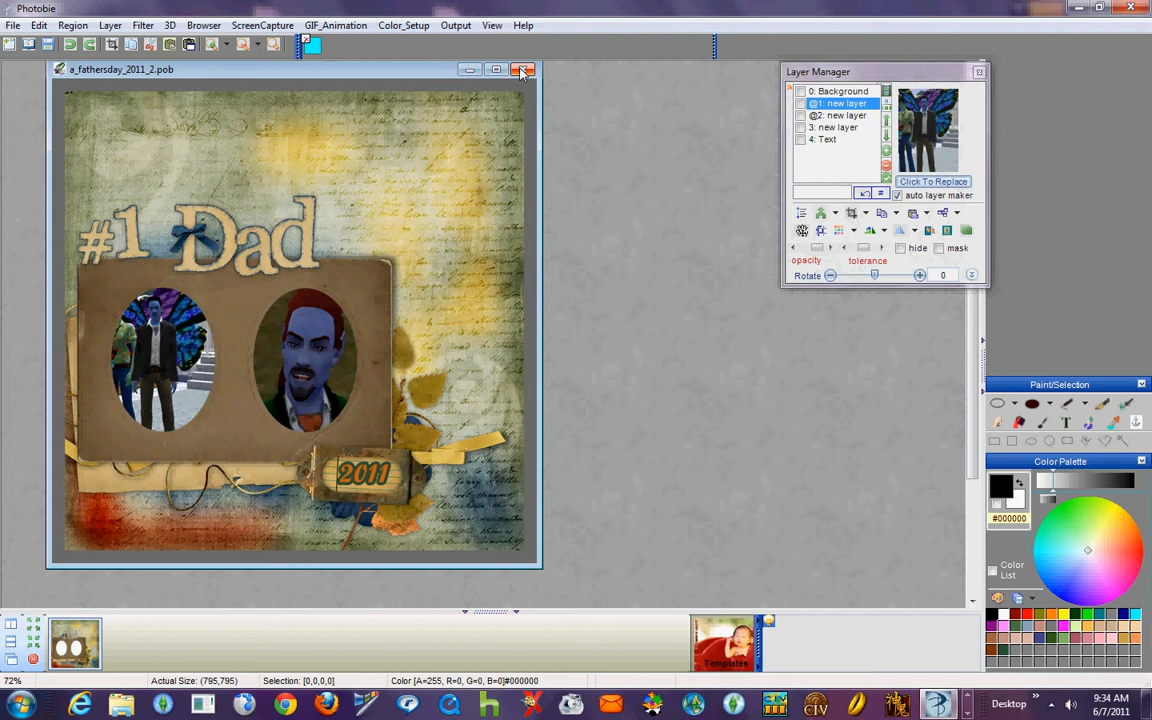 Photobie
File Edit Region Layer Filter 3D Browser ScreenCapture GIF_Animation Color_Setup Output View Help
a_fathersday_2011_2.pob
#1 Dad
2011
Layer Manager
0: Background
@1: new layer
@2: new layer
3: new layer
4: Text
Click To Replace
#
auto layer maker
hide
mask
opacity
tolerance
Rotate
0
Paint/Selection
T
Color Palette
#000000
Color
List
Templates
72%
Actual Size: (795,795)
Selection: [0,0,0,0]
Color [A=255, R=0, G=0, B=0]#000000
Desktop
9:34 AM
6/7/2011